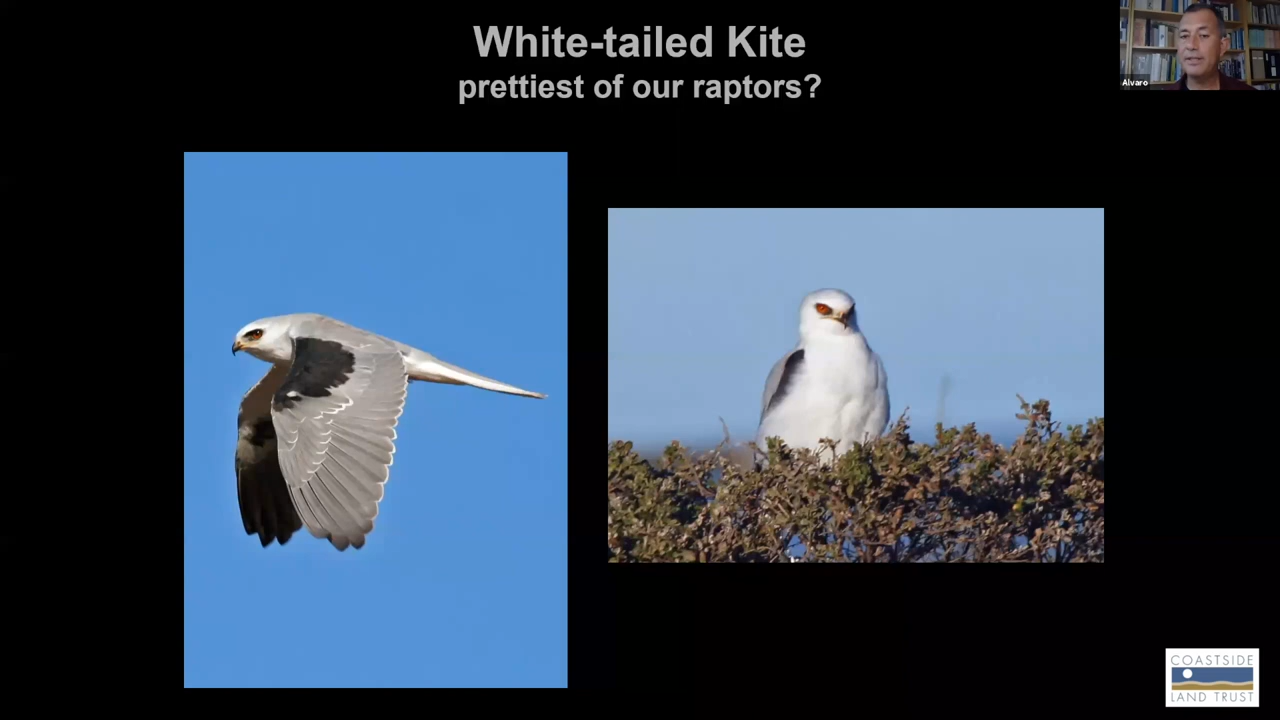 White-tailed Kite
prettiest of our raptors?
Alvaro
COASTSIDE
LAND TRUST